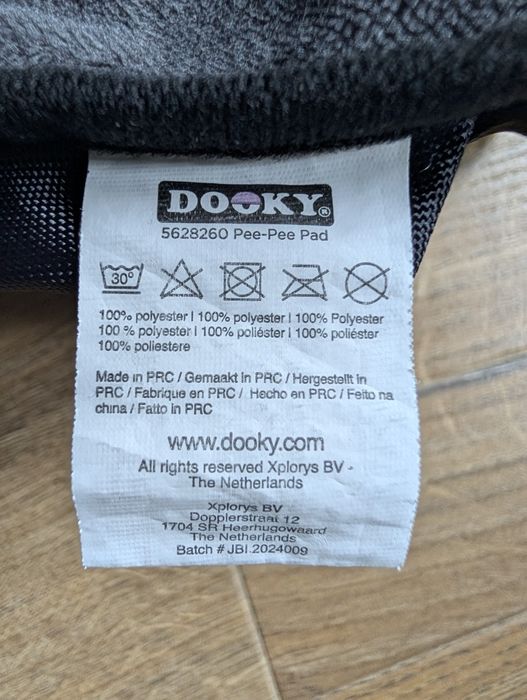 DOOKY®
5628260 Pee-Pee Pad
30°
100% polyester | 100% polyester | 100% Polyester
100 % polyester | 100% poliéster | 100% poliéster
100% poliestere
Made in PRC / Gemaakt in PRC / Hergestellt in
PRC / Fabrique en PRC / Hecho en PRC / Feito na
china / Fatto in PRC
www.dooky.com
All rights reserved Xplorys BV -
The Netherlands
Xplorys BV
Dopplerstraat 12
1704 SR Heerhugowaard
The Netherlands
Batch # JBI.2024009